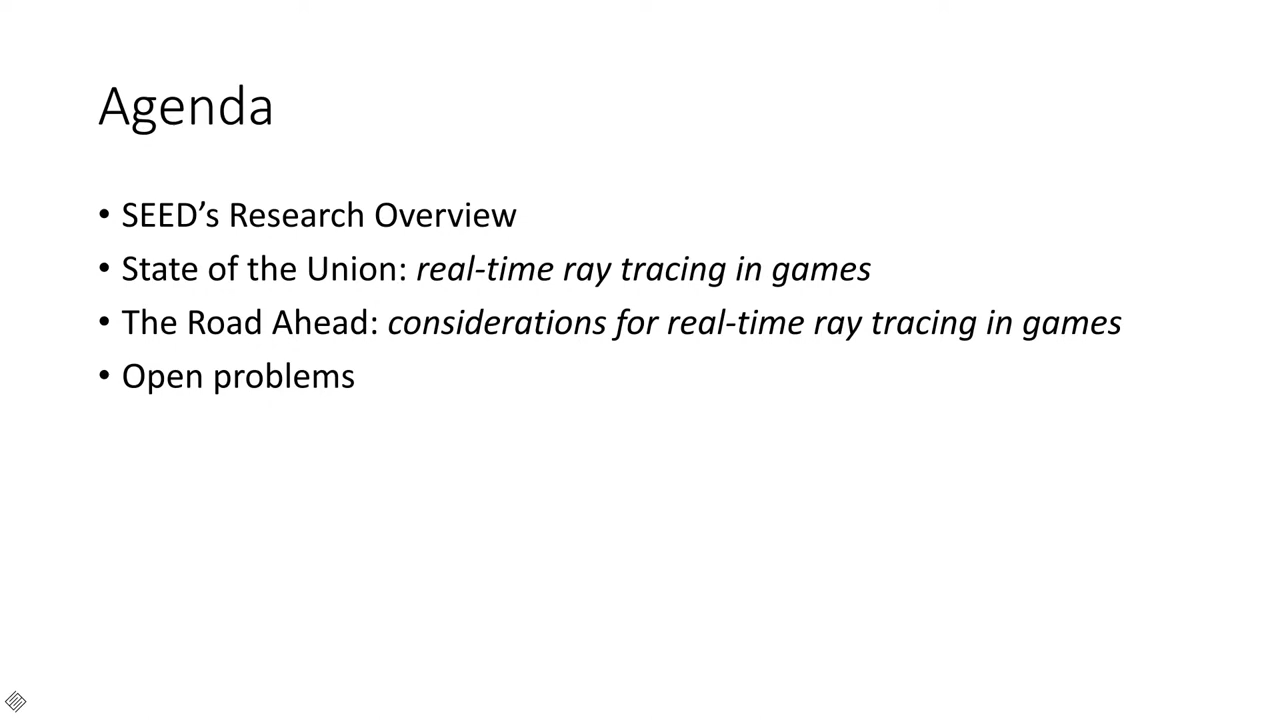 Agenda
• SEED’s Research Overview
• State of the Union: real-time ray tracing in games
• The Road Ahead: considerations for real-time ray tracing in games
• Open problems